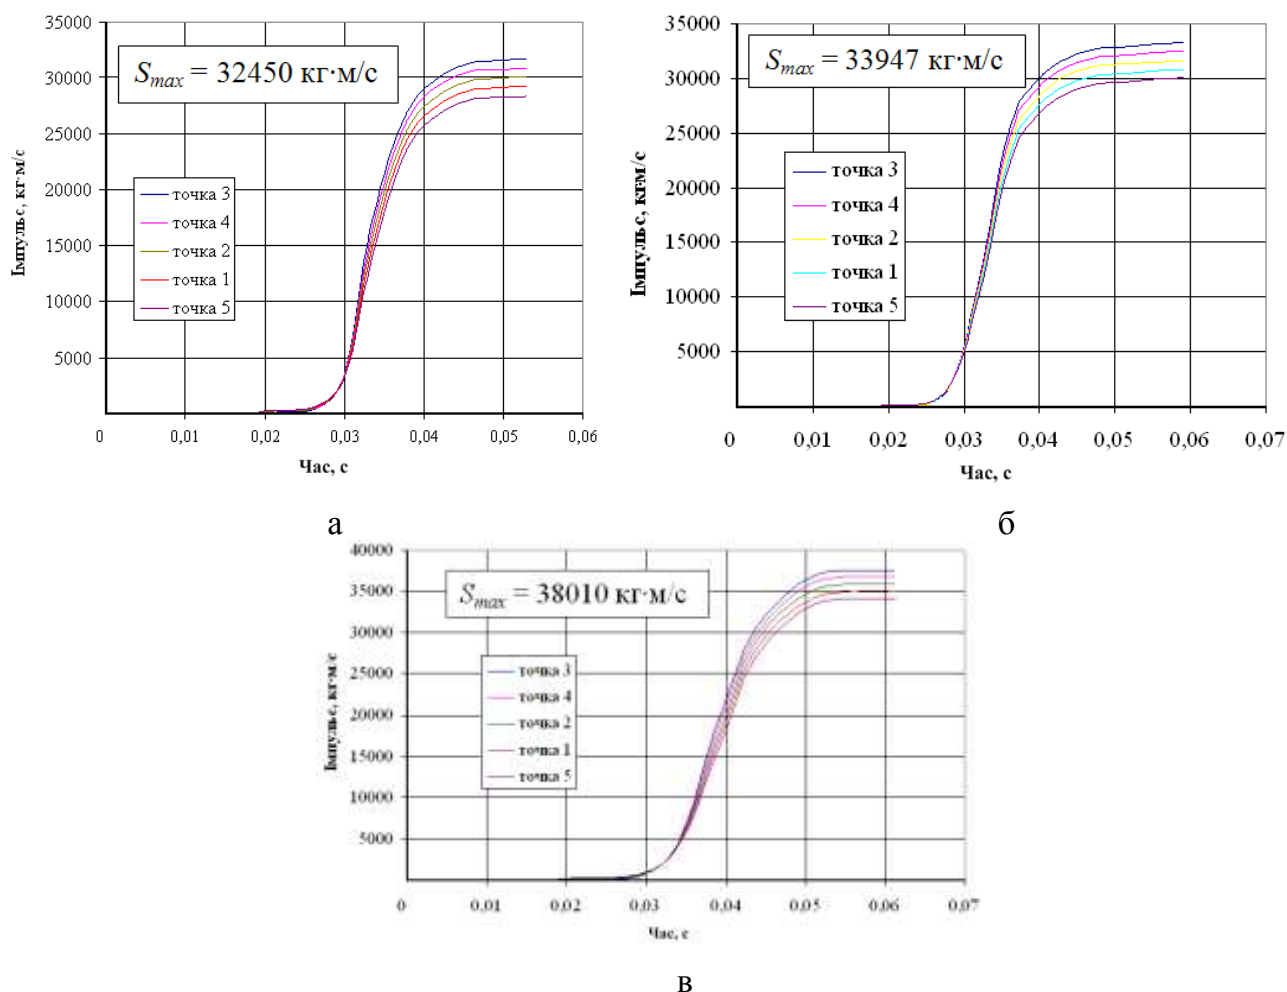 35000
30000
25000
20000
15000
10000
5000
Імпульс, кг·м/с
S_max = 32450 кг·м/с
точка 3
точка 4
точка 2
точка 1
точка 5
0 0,01 0,02 0,03 0,04 0,05 0,06
Час, с
а
35000
30000
25000
20000
15000
10000
5000
Імпульс, кг·м/с
S_max = 33947 кг·м/с
точка 3
точка 4
точка 2
точка 1
точка 5
0 0,01 0,02 0,03 0,04 0,05 0,06 0,07
Час, с
б
40000
35000
30000
25000
20000
15000
10000
5000
Імпульс, кг·м/с
S_max = 38010 кг·м/с
точка 3
точка 4
точка 2
точка 1
точка 5
0 0,01 0,02 0,03 0,04 0,05 0,06 0,07
Час, с
в